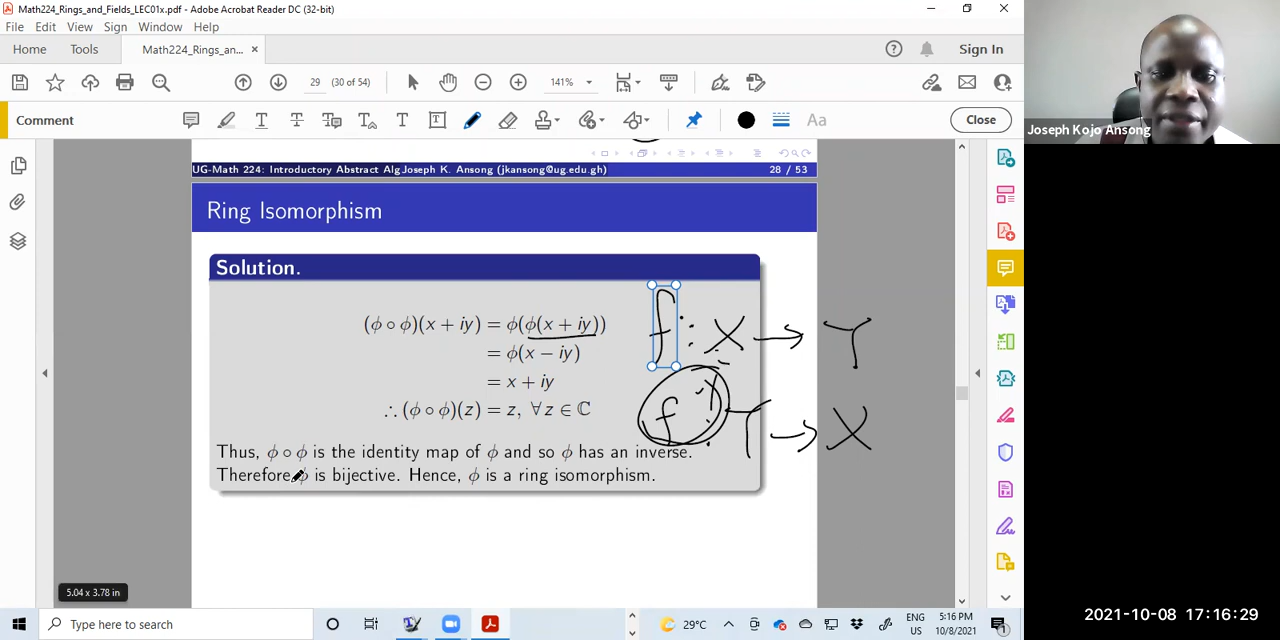 Math224_Rings_and_Fields_LEC01x.pdf - Adobe Acrobat Reader DC (32-bit)
File Edit View Sign Window Help
Home Tools Math224_Rings_an... × Sign In
29 (30 of 54) 141%
Joseph Kojo Ansong
Comment Aa Close
UG-Math 224: Introductory Abstract Alg Joseph K. Ansong (jkansong@ug.edu.gh) 28 / 53
Ring Isomorphism
Solution.
(ϕ ∘ ϕ)(x + iy) = ϕ(ϕ(x + iy))
= ϕ(x − iy)
= x + iy
∴ (ϕ ∘ ϕ)(z) = z, ∀z ∈ ℂ
f : X → Y
f⁻¹ : Y → X
Thus, ϕ ∘ ϕ is the identity map of ϕ and so ϕ has an inverse.
Therefore ϕ is bijective. Hence, ϕ is a ring isomorphism.
5.04 x 3.78 in
Type here to search
29°C
ENG
US
5:16 PM
10/8/2021
2021-10-08 17:16:29